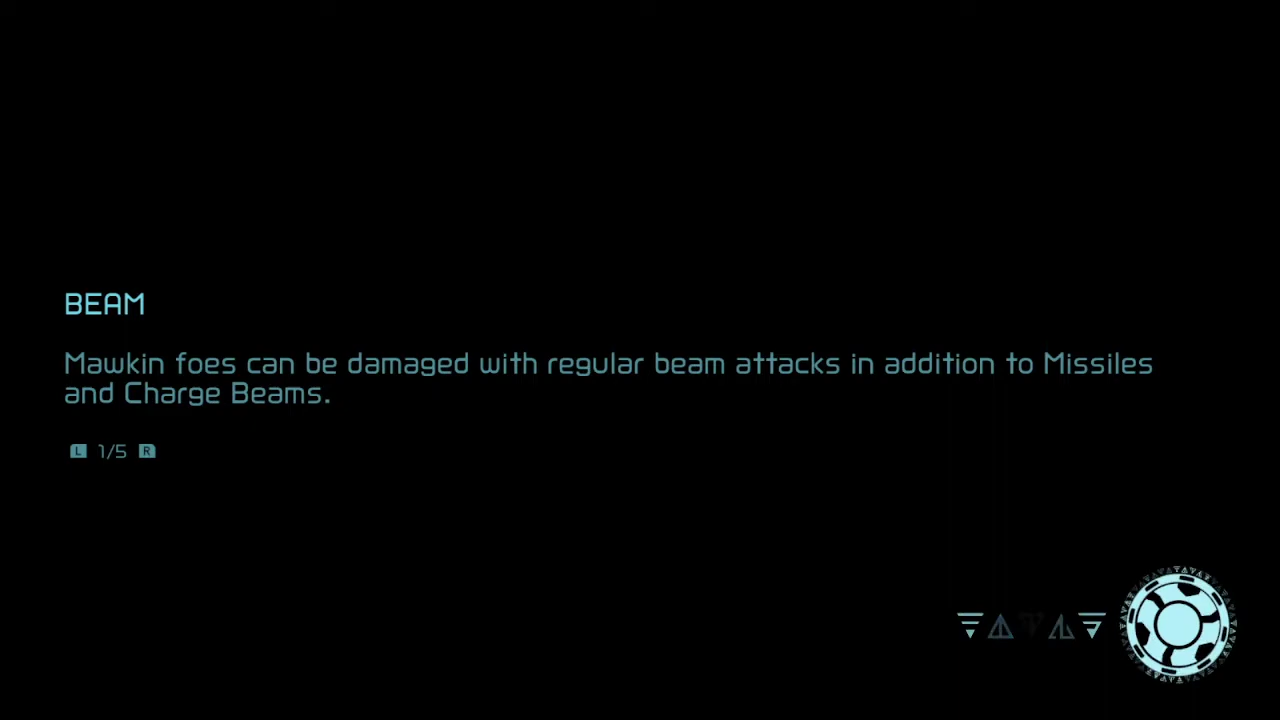 BEAM
Mawkin foes can be damaged with regular beam attacks in addition to Missiles
and Charge Beams.
L 1/5 R